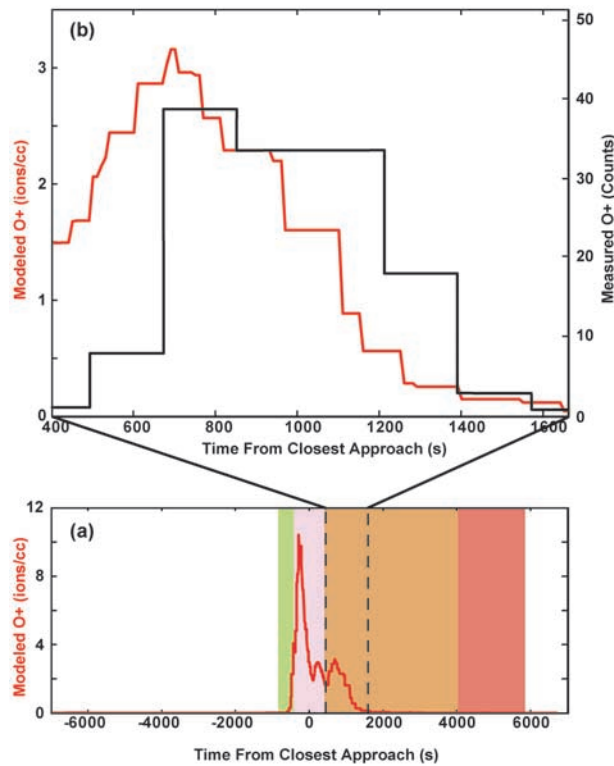 (b)
3
2
1
0
Modeled O+ (ions/cc)
50
40
30
20
10
0
Measured O+ (Counts)
400 600 800 1000 1200 1400 1600
Time From Closest Approach (s)
(a)
12
8
4
0
Modeled O+ (ions/cc)
-6000 -4000 -2000 0 2000 4000 6000
Time From Closest Approach (s)